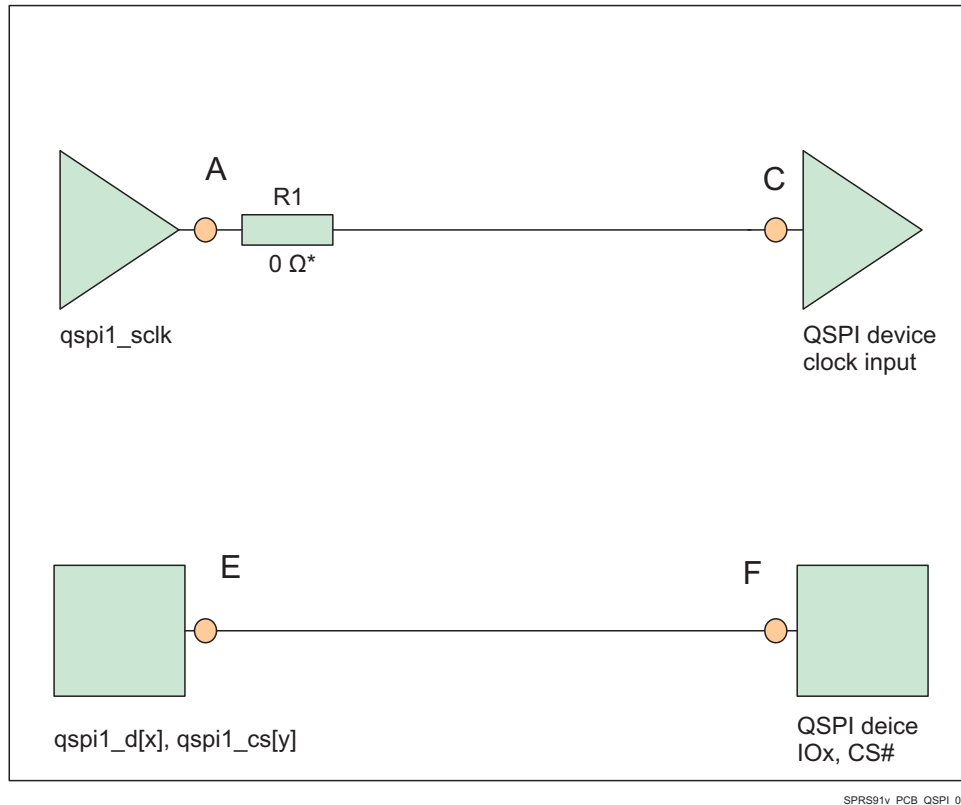 A
R1
C
0 Ω*
qspi1_sclk
QSPI device
clock input
E
F
qspi1_d[x], qspi1_cs[y]
QSPI deice
IOx, CS#
SPRS91v_PCB_QSPI_0